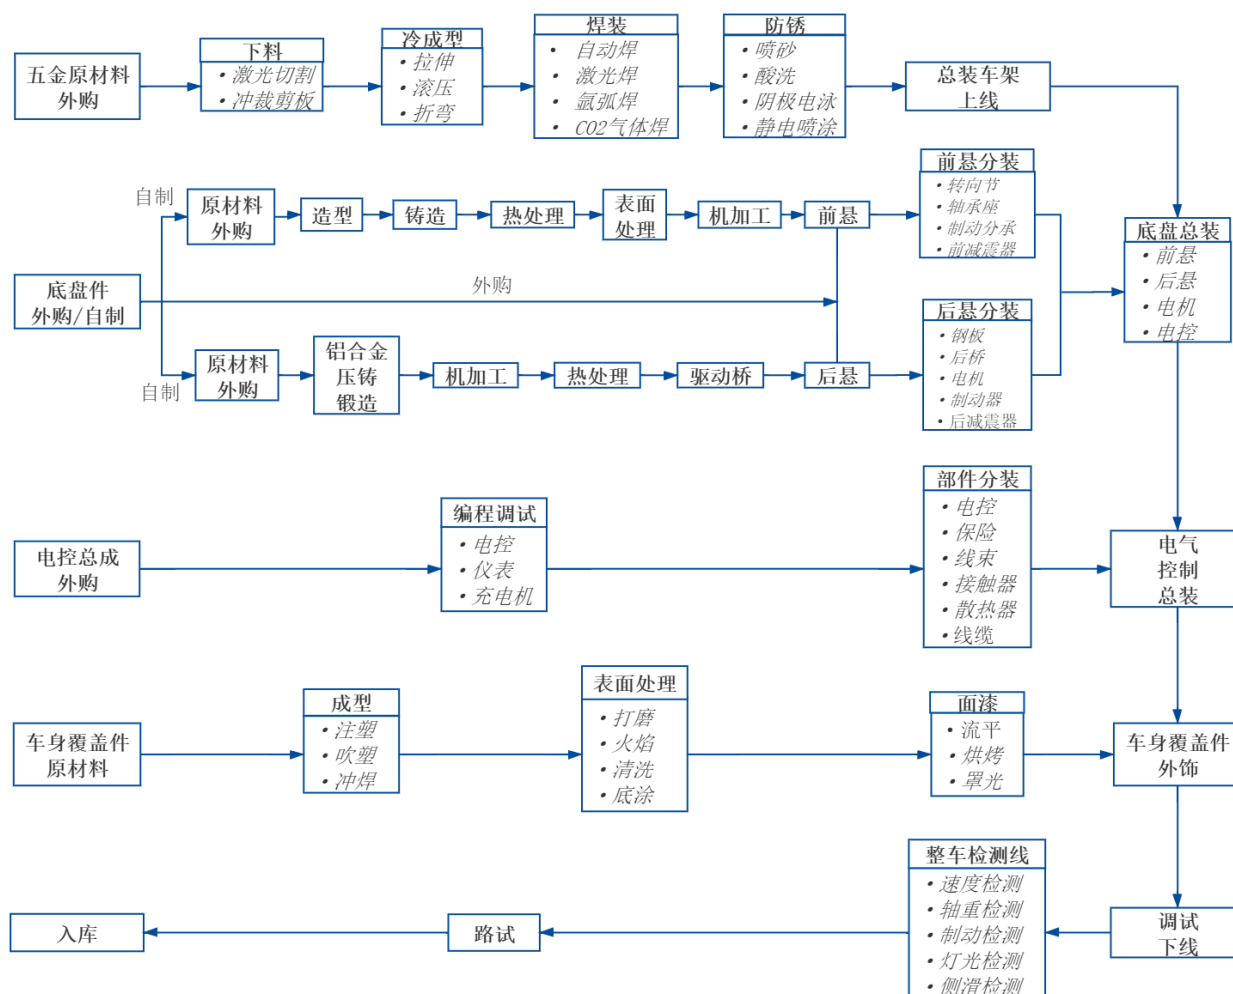 五金原材料
外购
下料
• 激光切割
• 冲裁剪板
冷成型
• 拉伸
• 滚压
• 折弯
焊装
• 自动焊
• 激光焊
• 氩弧焊
• CO2气体焊
防锈
• 喷砂
• 酸洗
• 阴极电泳
• 静电喷涂
总装车架
上线
底盘件
外购/自制
自制
原材料
外购
造型
铸造
热处理
表面
处理
机加工
前悬
前悬分装
• 转向节
• 轴承座
• 制动分承
• 前减震器
外购
自制
原材料
外购
铝合金
压铸
锻造
机加工
热处理
驱动桥
后悬
后悬分装
• 钢板
• 后桥
• 电机
• 制动器
• 后减震器
底盘总装
• 前悬
• 后悬
• 电机
• 电控
电控总成
外购
编程调试
• 电控
• 仪表
• 充电机
部件分装
• 电控
• 保险
• 线束
• 接触器
• 散热器
• 线缆
电气
控制
总装
车身覆盖件
原材料
成型
• 注塑
• 吹塑
• 冲焊
表面处理
• 打磨
• 火焰
• 清洗
• 底涂
面漆
• 流平
• 烘烤
• 罩光
车身覆盖件
外饰
调试
下线
整车检测线
• 速度检测
• 轴重检测
• 制动检测
• 灯光检测
• 侧滑检测
路试
入库